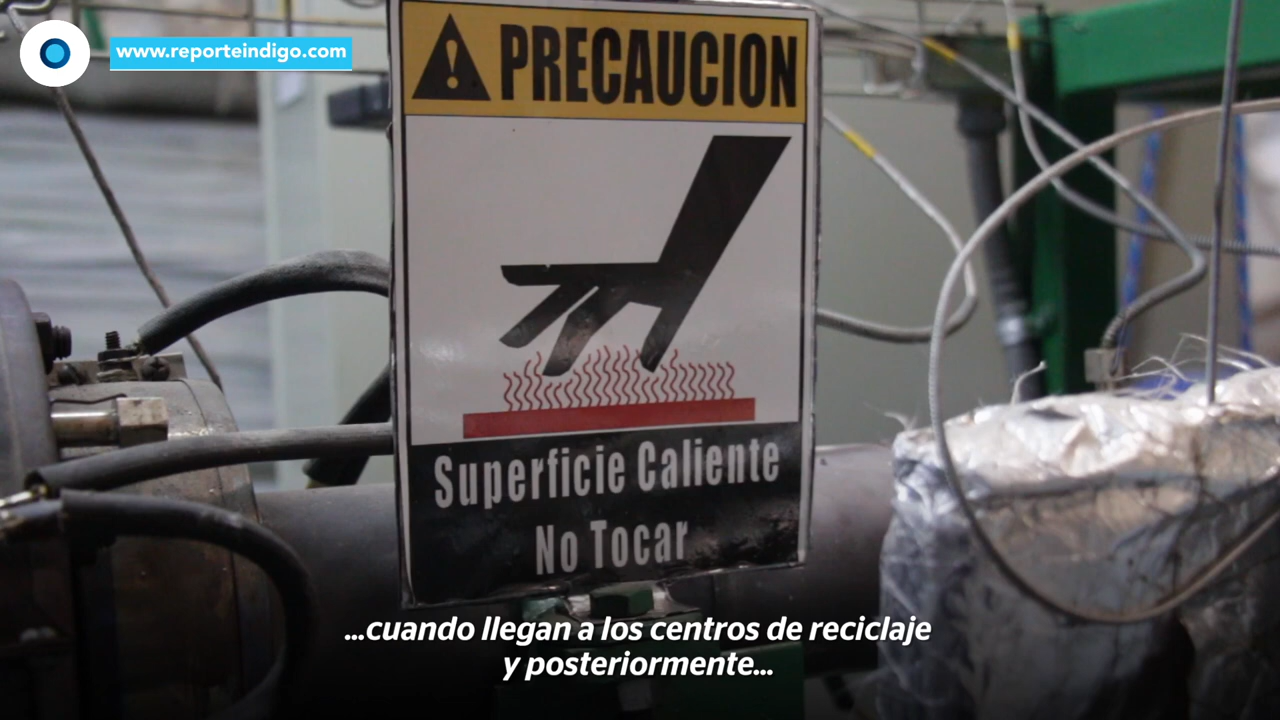 www.reporteindigo.com
PRECAUCION
Superficie Caliente
No Tocar
...cuando llegan a los centros de reciclaje
y posteriormente...